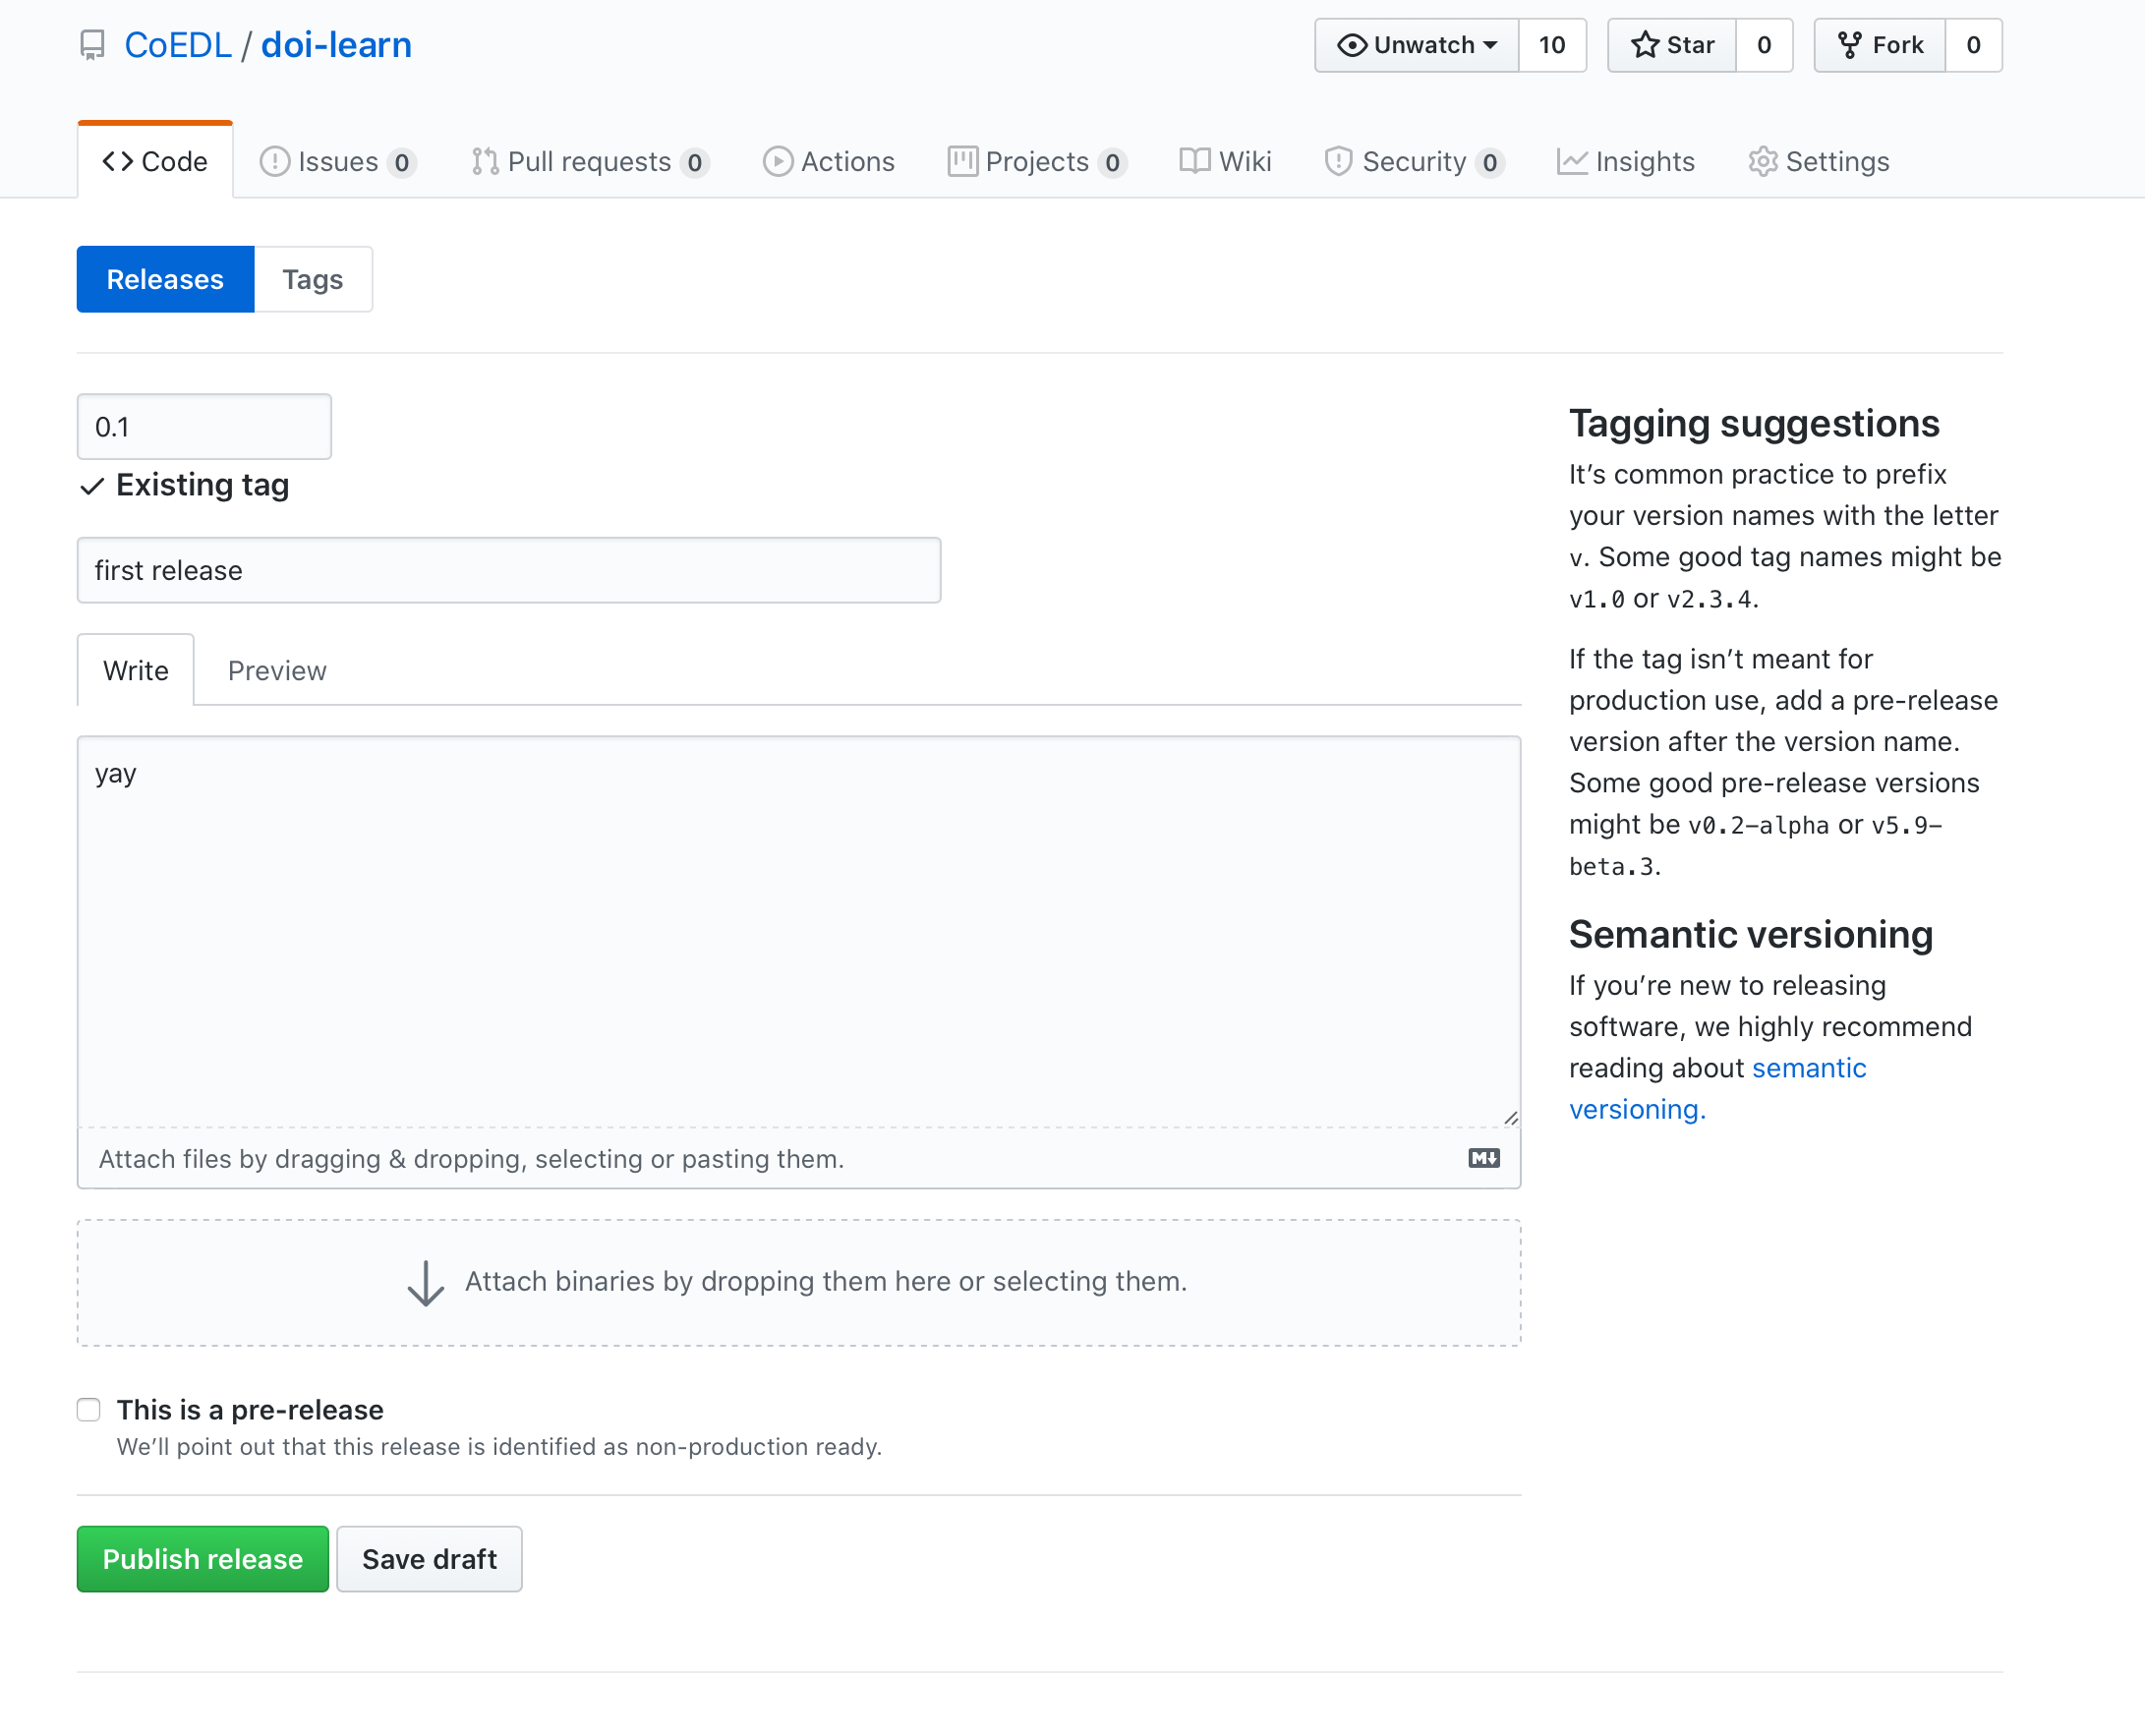 CoEDL / doi-learn
Unwatch 10 Star 0 Fork 0
Code Issues 0 Pull requests 0 Actions Projects 0 Wiki Security 0 Insights Settings
Releases Tags
0.1
Existing tag
first release
Write Preview
yay
Attach files by dragging & dropping, selecting or pasting them.
M
Attach binaries by dropping them here or selecting them.
This is a pre-release
We’ll point out that this release is identified as non-production ready.
Publish release Save draft
Tagging suggestions
It’s common practice to prefix
your version names with the letter
v. Some good tag names might be
v1.0 or v2.3.4.
If the tag isn’t meant for
production use, add a pre-release
version after the version name.
Some good pre-release versions
might be v0.2-alpha or v5.9-
beta.3.
Semantic versioning
If you’re new to releasing
software, we highly recommend
reading about semantic
versioning.